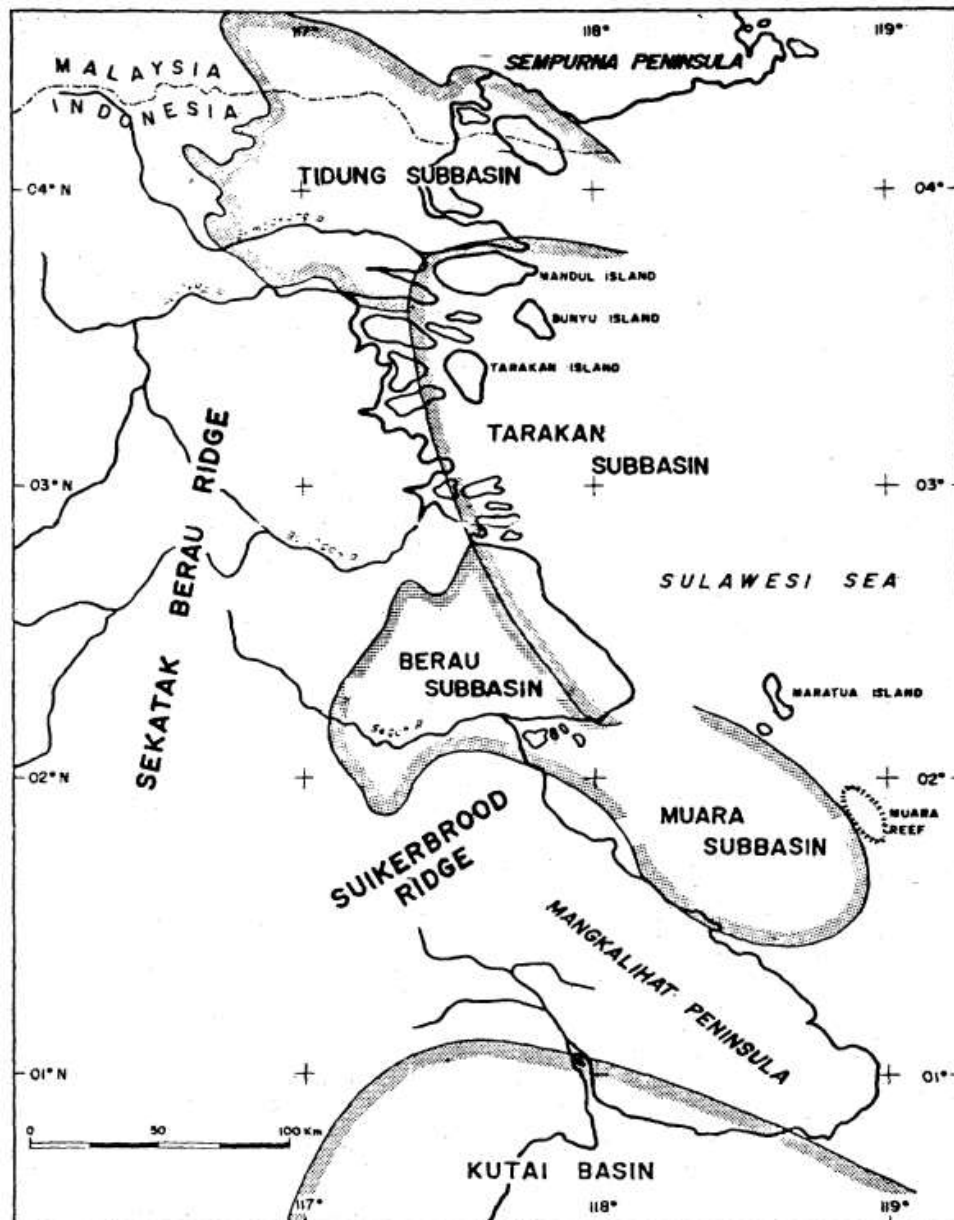 117°
118°
119°
SEMPURNA PENINSULA
MALAYSIA
INDONESIA
TIDUNG SUBBASIN
04°N
04°
MANDUL ISLAND
BUNYU ISLAND
TARAKAN ISLAND
TARAKAN
SUBBASIN
03°N
03°
SEKATAK BERAU RIDGE
SULAWESI SEA
BERAU
SUBBASIN
MARATUA ISLAND
02°N
02°
MUARA
SUBBASIN
MUARA
REEF
SUIKERBROOD
RIDGE
MANGKALIHAT PENINSULA
01°N
01°
0 50 100 Km
KUTAI BASIN
117°
118°
119°